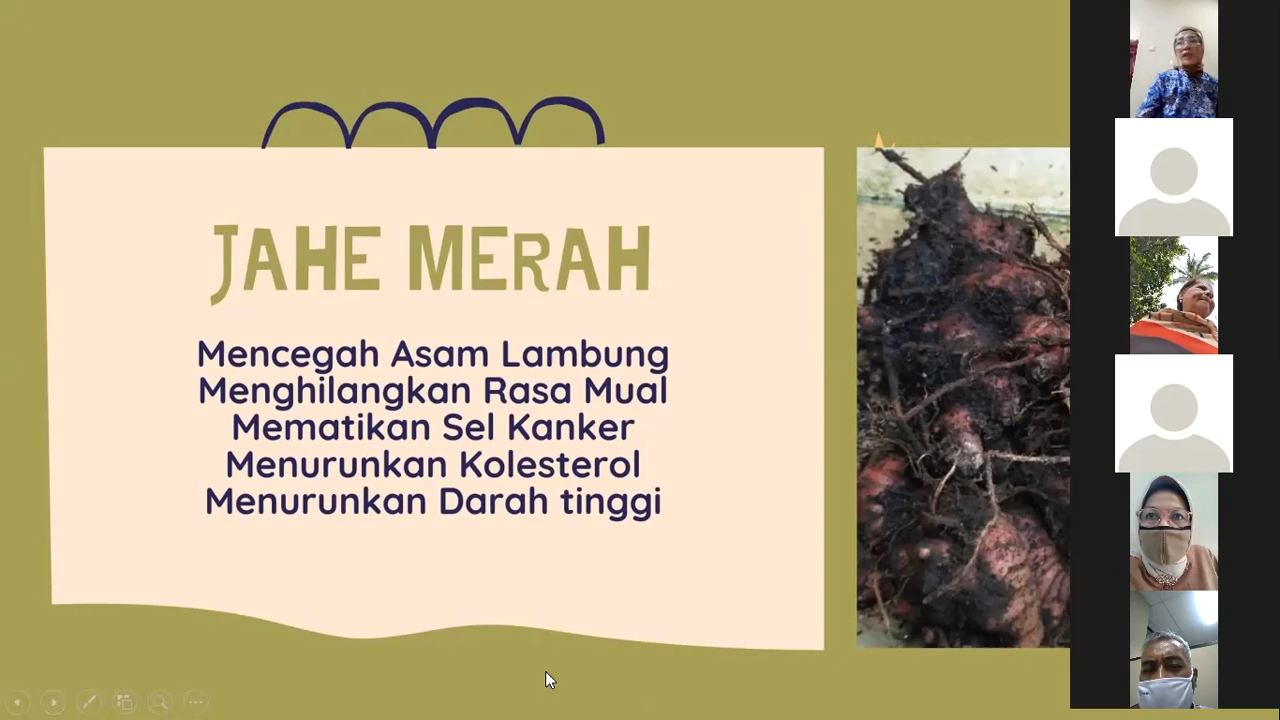 JAHE MERAH
Mencegah Asam Lambung
Menghilangkan Rasa Mual
Mematikan Sel Kanker
Menurunkan Kolesterol
Menurunkan Darah tinggi